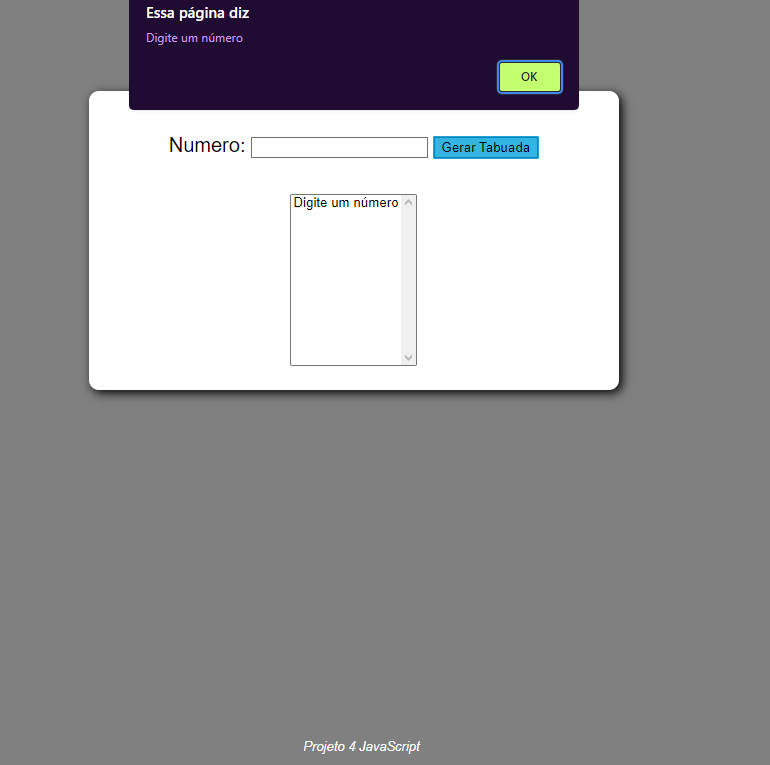 Essa página diz
Digite um número
OK
Numero:
Gerar Tabuada
Digite um número
Projeto 4 JavaScript